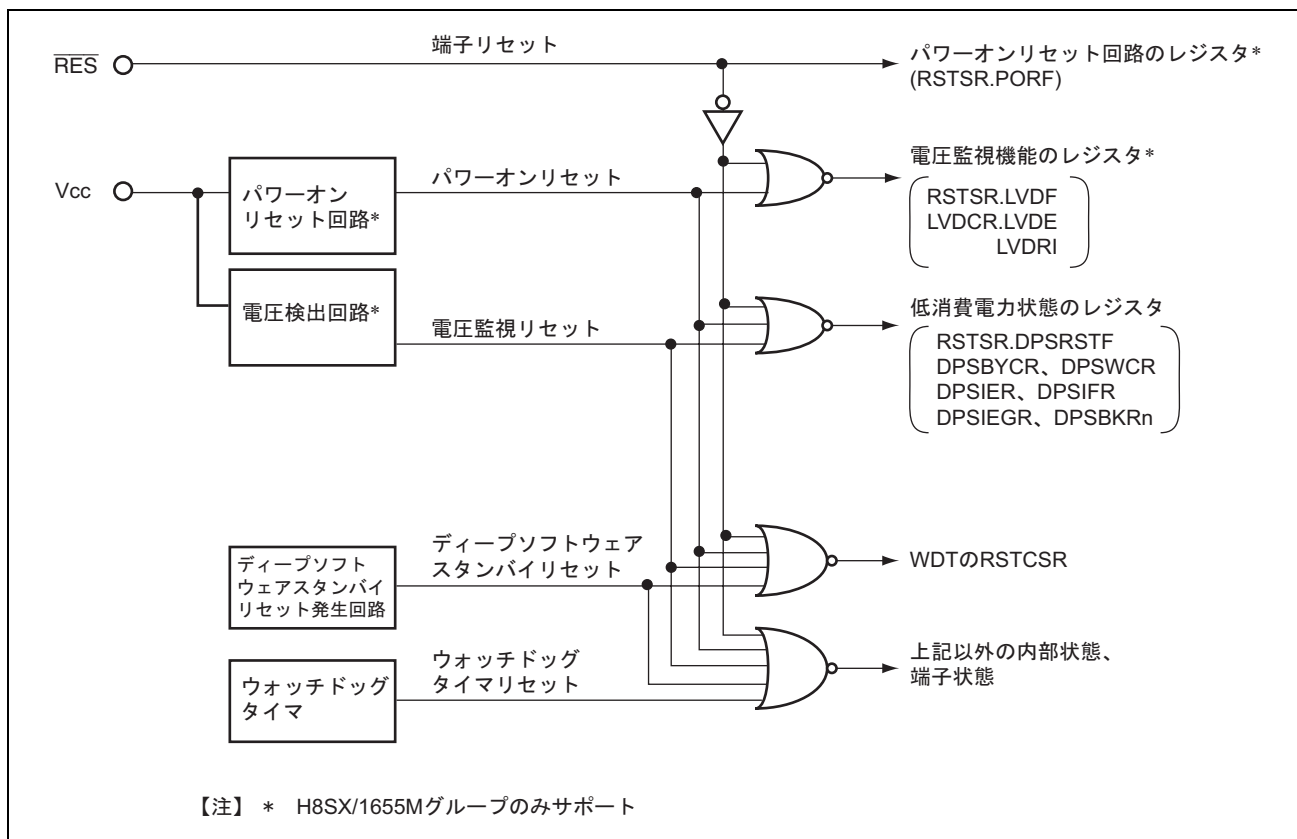 端子リセット
RES
パワーオンリセット回路のレジスタ*
(RSTSR.PORF)
Vcc
パワーオン
リセット回路*
パワーオンリセット
電圧監視機能のレジスタ*
RSTSR.LVDF
LVDCR.LVDE
LVDRI
電圧検出回路*
電圧監視リセット
低消費電力状態のレジスタ
RSTSR.DPSRSTF
DPSBYCR、DPSWCR
DPSIER、DPSIFR
DPSIEGR、DPSBKRn
ディープソフト
ウェアスタンバイ
リセット発生回路
ディープソフトウェア
スタンバイリセット
WDTのRSTCSR
ウォッチドッグ
タイマ
ウォッチドッグ
タイマリセット
上記以外の内部状態、
端子状態
【注】 * H8SX/1655Mグループのみサポート